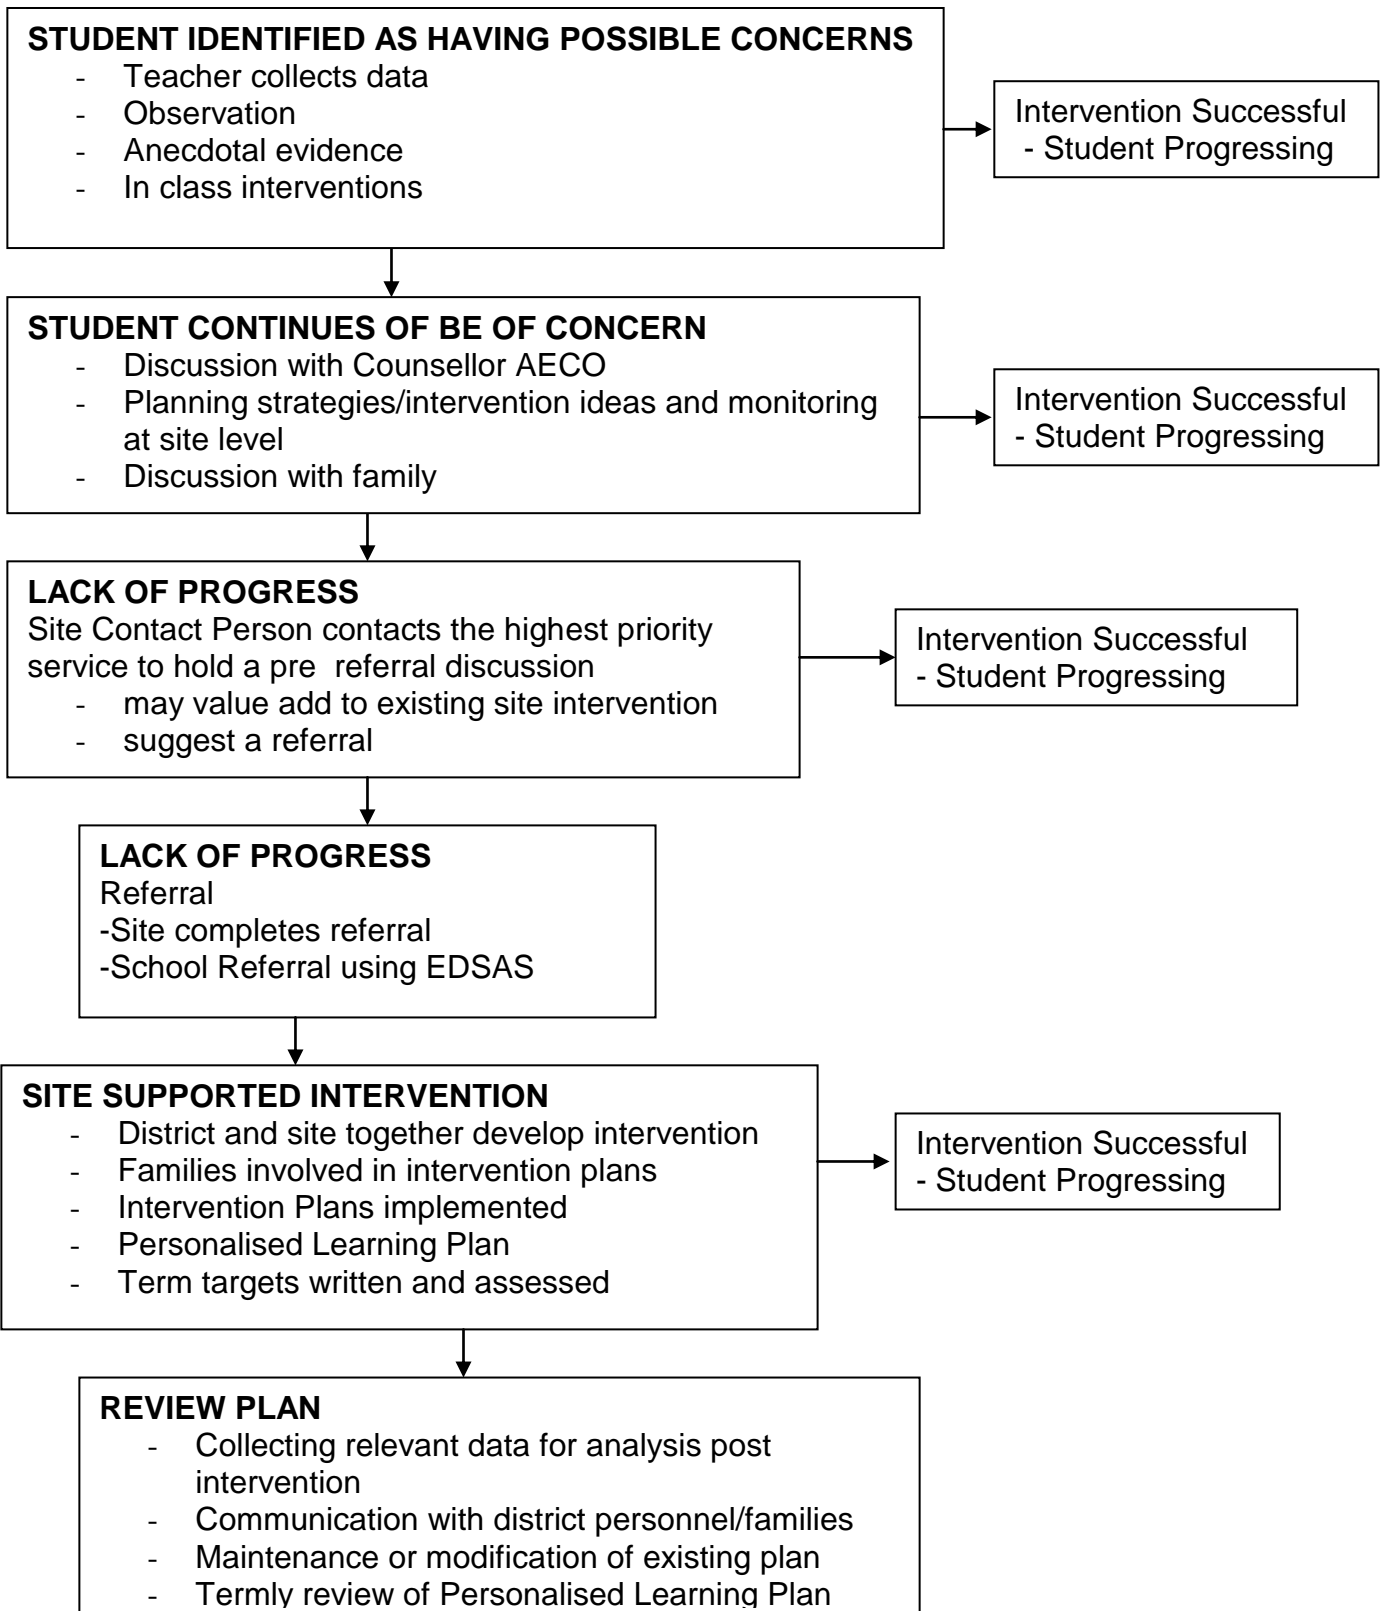 STUDENT IDENTIFIED AS HAVING POSSIBLE CONCERNS
- Teacher collects data
- Observation
- Anecdotal evidence
- In class interventions
Intervention Successful
- Student Progressing
STUDENT CONTINUES OF BE OF CONCERN
- Discussion with Counsellor AECO
- Planning strategies/intervention ideas and monitoring
at site level
- Discussion with family
Intervention Successful
- Student Progressing
LACK OF PROGRESS
Site Contact Person contacts the highest priority
service to hold a pre referral discussion
- may value add to existing site intervention
- suggest a referral
Intervention Successful
- Student Progressing
LACK OF PROGRESS
Referral
-Site completes referral
-School Referral using EDSAS
SITE SUPPORTED INTERVENTION
- District and site together develop intervention
- Families involved in intervention plans
- Intervention Plans implemented
- Personalised Learning Plan
- Term targets written and assessed
Intervention Successful
- Student Progressing
REVIEW PLAN
- Collecting relevant data for analysis post
intervention
- Communication with district personnel/families
- Maintenance or modification of existing plan
- Termly review of Personalised Learning Plan